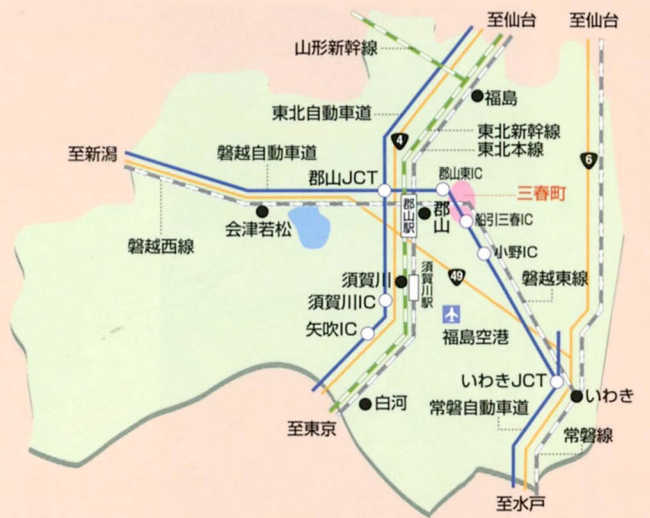 至仙台
至仙台
山形新幹線
福島
東北自動車道
4
東北新幹線
東北本線
6
至新潟
磐越自動車道
郡山JCT
郡山東IC
三春町
郡山駅
郡山
船引三春IC
会津若松
磐越西線
小野IC
須賀川
須賀川駅
49
磐越東線
須賀川IC
矢吹IC
福島空港
いわきJCT
いわき
白河
常磐自動車道
至東京
常磐線
至水戸